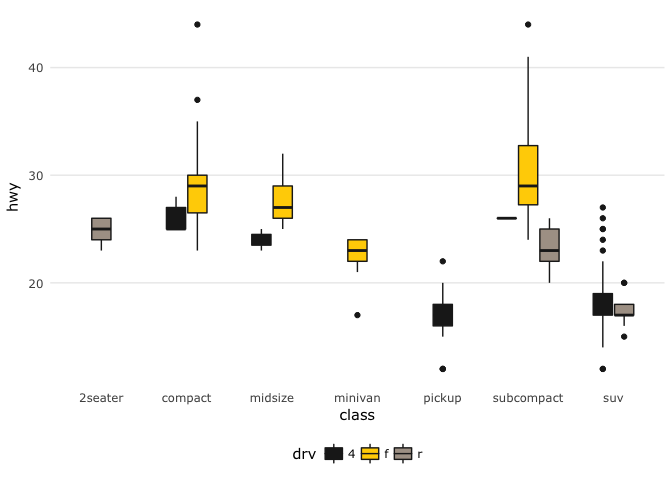 40
30
20
hwy
2seater compact midsize minivan pickup subcompact suv
class
drv 4 f r